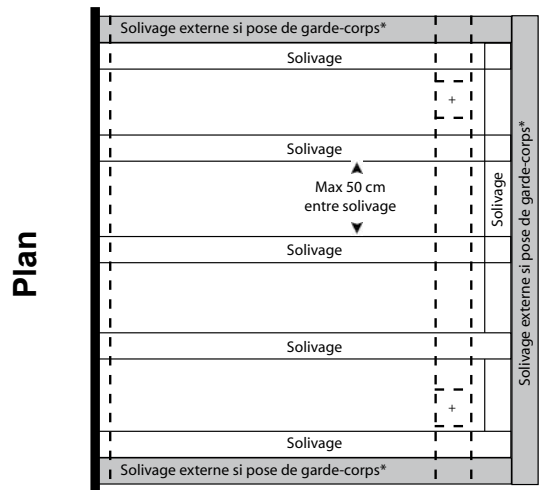 Plan
Solivage externe si pose de garde-corps*
Solivage
+
Solivage
Max 50 cm
entre solivage
Solivage
Solivage externe si pose de garde-corps*
Solivage
Solivage
+
Solivage
Solivage externe si pose de garde-corps*